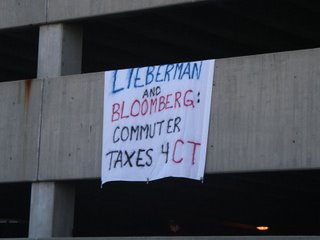 LIEBERMAN
AND
BLOOMBERG:
COMMUTER
TAXES 4 CT